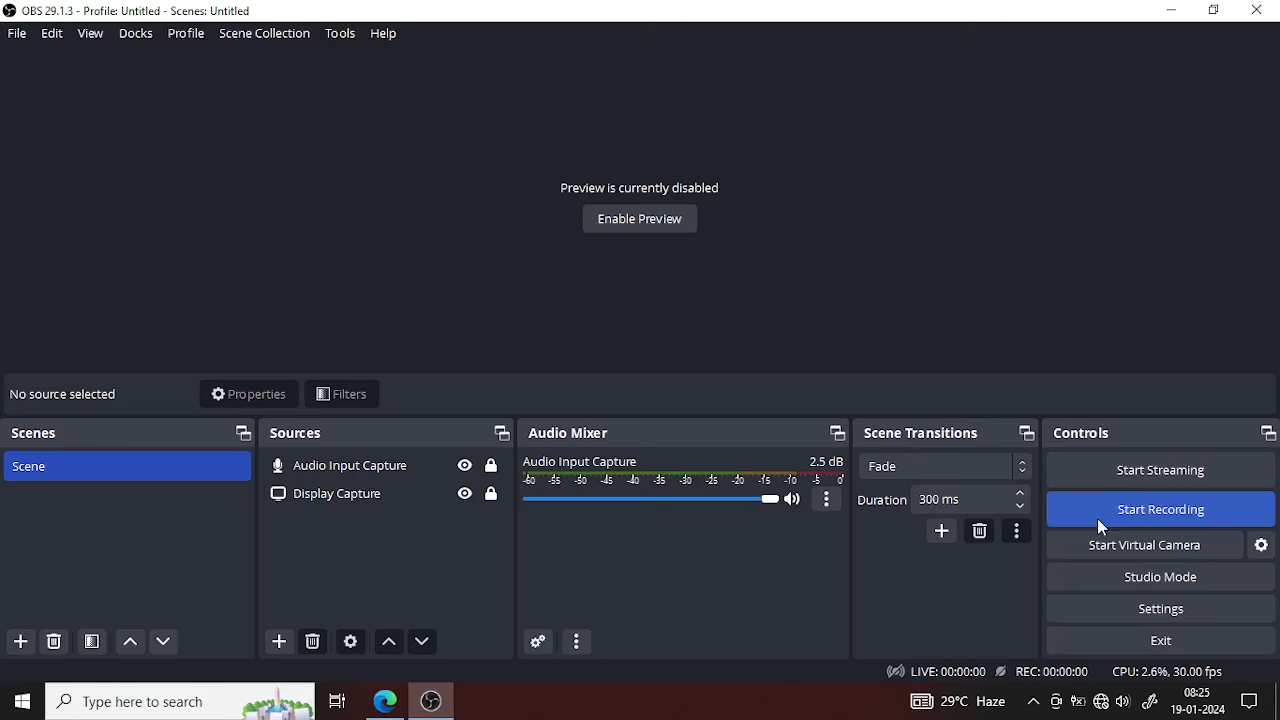 OBS 29.1.3 - Profile: Untitled - Scenes: Untitled
File Edit View Docks Profile Scene Collection Tools Help
Preview is currently disabled
Enable Preview
No source selected Properties Filters
Scenes Sources Audio Mixer Scene Transitions Controls
Scene
Audio Input Capture
Display Capture
Audio Input Capture 2.5 dB
-60 -55 -50 -45 -40 -35 -30 -25 -20 -15 -10 -5 0
Fade
Duration 300 ms
Start Streaming
Start Recording
Start Virtual Camera
Studio Mode
Settings
Exit
LIVE: 00:00:00 REC: 00:00:00 CPU: 2.6%, 30.00 fps
Type here to search
29°C Haze
08:25
19-01-2024